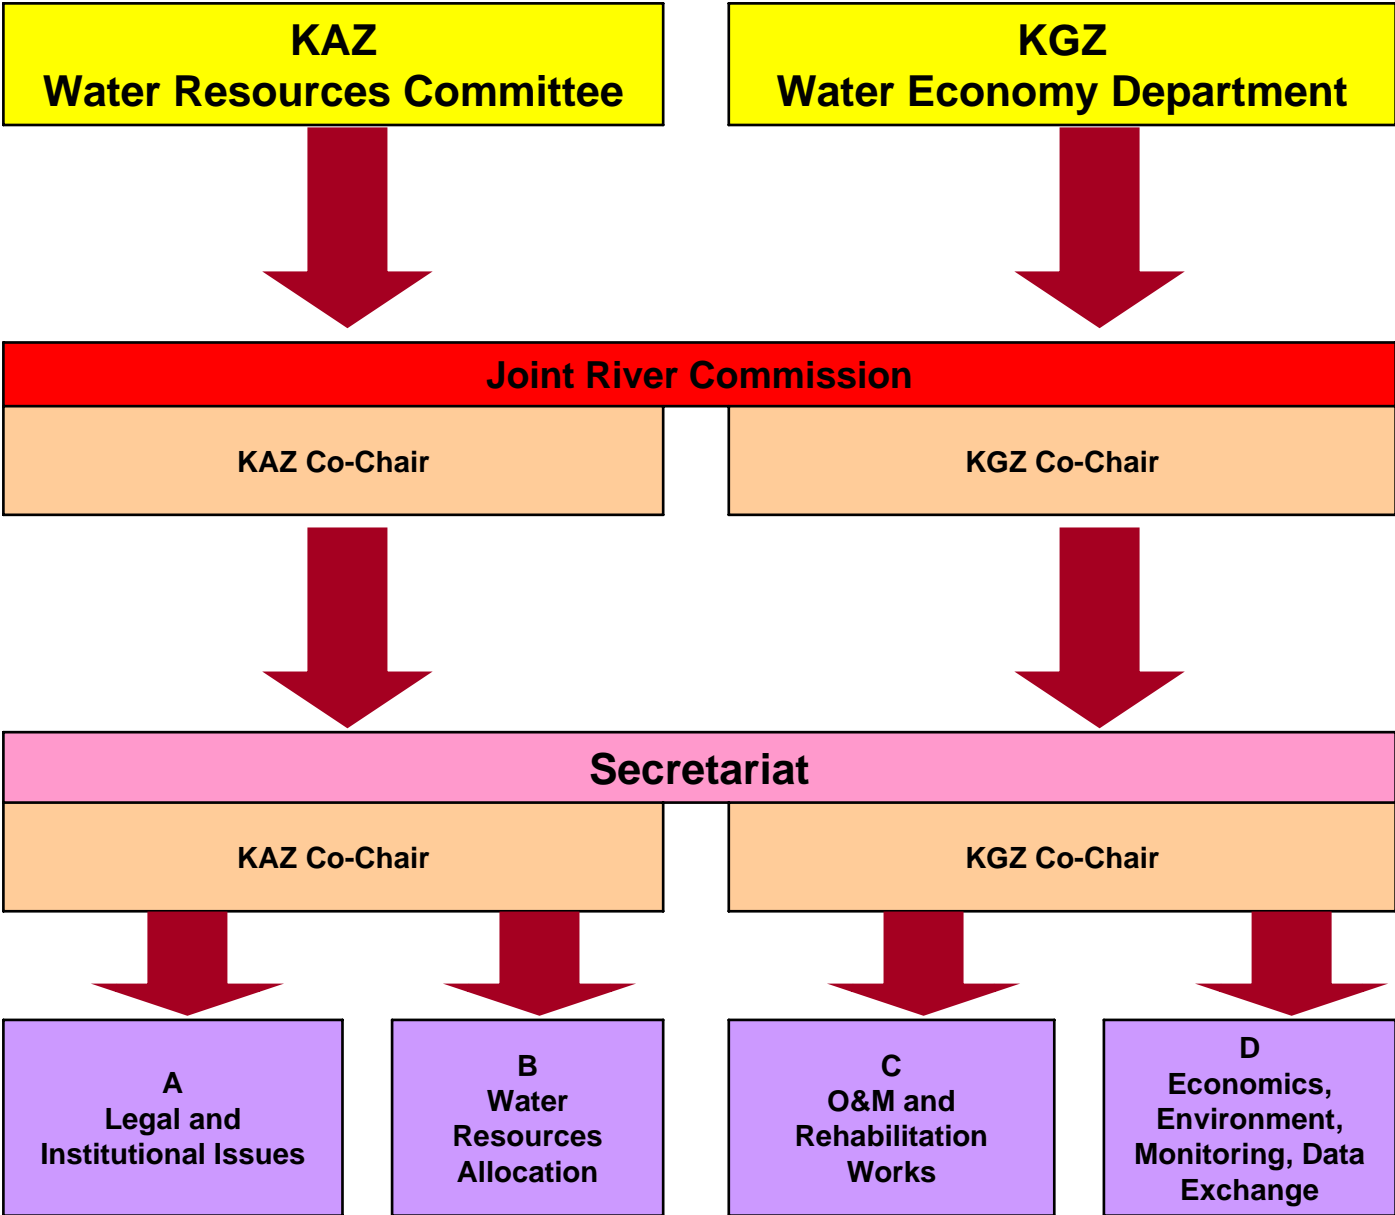 KAZ
Water Resources Committee
KGZ
Water Economy Department
Joint River Commission
KAZ Co-Chair
KGZ Co-Chair
Secretariat
KAZ Co-Chair
KGZ Co-Chair
A
Legal and
Institutional Issues
B
Water
Resources
Allocation
C
O&M and
Rehabilitation
Works
D
Economics,
Environment,
Monitoring, Data
Exchange